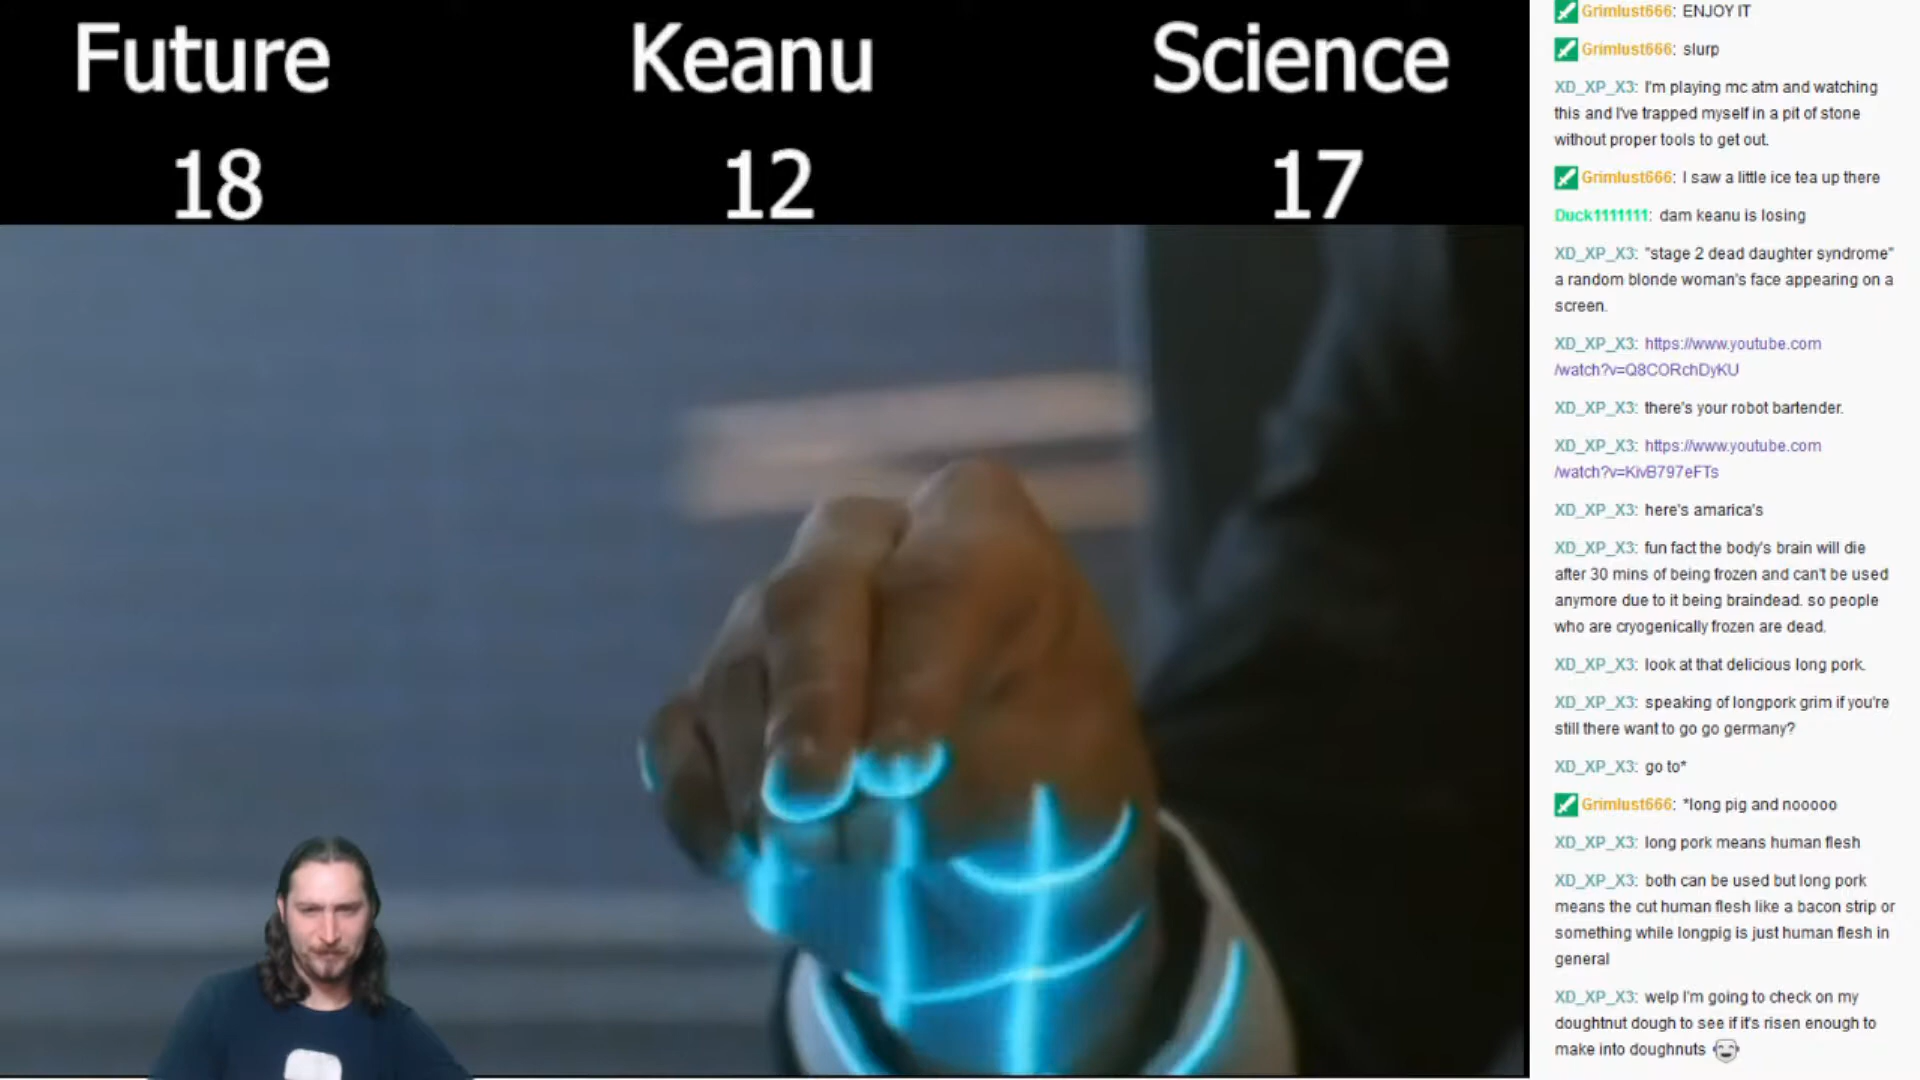 Future Keanu Science
18 12 17
Grimlust666: ENJOY IT
Grimlust666: slurp
XD_XP_X3: I'm playing mc atm and watching
this and I've trapped myself in a pit of stone
without proper tools to get out.
Grimlust666: I saw a little ice tea up there
Duck1111111: dam keanu is losing
XD_XP_X3: "stage 2 dead daughter syndrome"
a random blonde woman's face appearing on a
screen.
XD_XP_X3: https://www.youtube.com
/watch?v=Q8CORchDyKU
XD_XP_X3: there's your robot bartender.
XD_XP_X3: https://www.youtube.com
/watch?v=KivB797eFTs
XD_XP_X3: here's amarica's
XD_XP_X3: fun fact the body's brain will die
after 30 mins of being frozen and can't be used
anymore due to it being braindead. so people
who are cryogenically frozen are dead.
XD_XP_X3: look at that delicious long pork.
XD_XP_X3: speaking of longpork grim if you're
still there want to go go germany?
XD_XP_X3: go to*
Grimlust666: *long pig and nooooo
XD_XP_X3: long pork means human flesh
XD_XP_X3: both can be used but long pork
means the cut human flesh like a bacon strip or
something while longpig is just human flesh in
general
XD_XP_X3: welp I'm going to check on my
doughtnut dough to see if it's risen enough to
make into doughnuts